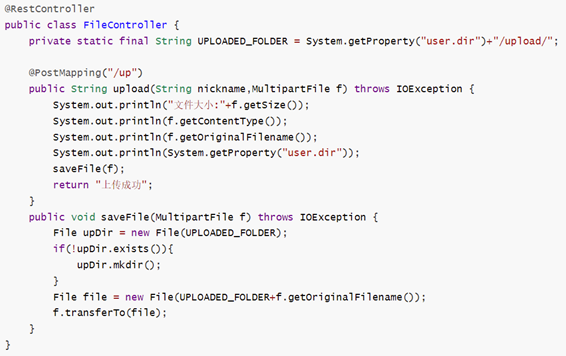 @RestController
public class FileController {
    private static final String UPLOADED_FOLDER = System.getProperty("user.dir")+"/upload/";
    @PostMapping("/up")
    public String upload(String nickname,MultipartFile f) throws IOException {
        System.out.println("文件大小:"+f.getSize());
        System.out.println(f.getContentType());
        System.out.println(f.getOriginalFilename());
        System.out.println(System.getProperty("user.dir"));
        saveFile(f);
        return "上传成功";
    }
    public void saveFile(MultipartFile f) throws IOException {
        File upDir = new File(UPLOADED_FOLDER);
        if(!upDir.exists()){
            upDir.mkdir();
        }
        File file = new File(UPLOADED_FOLDER+f.getOriginalFilename());
        f.transferTo(file);
    }
}